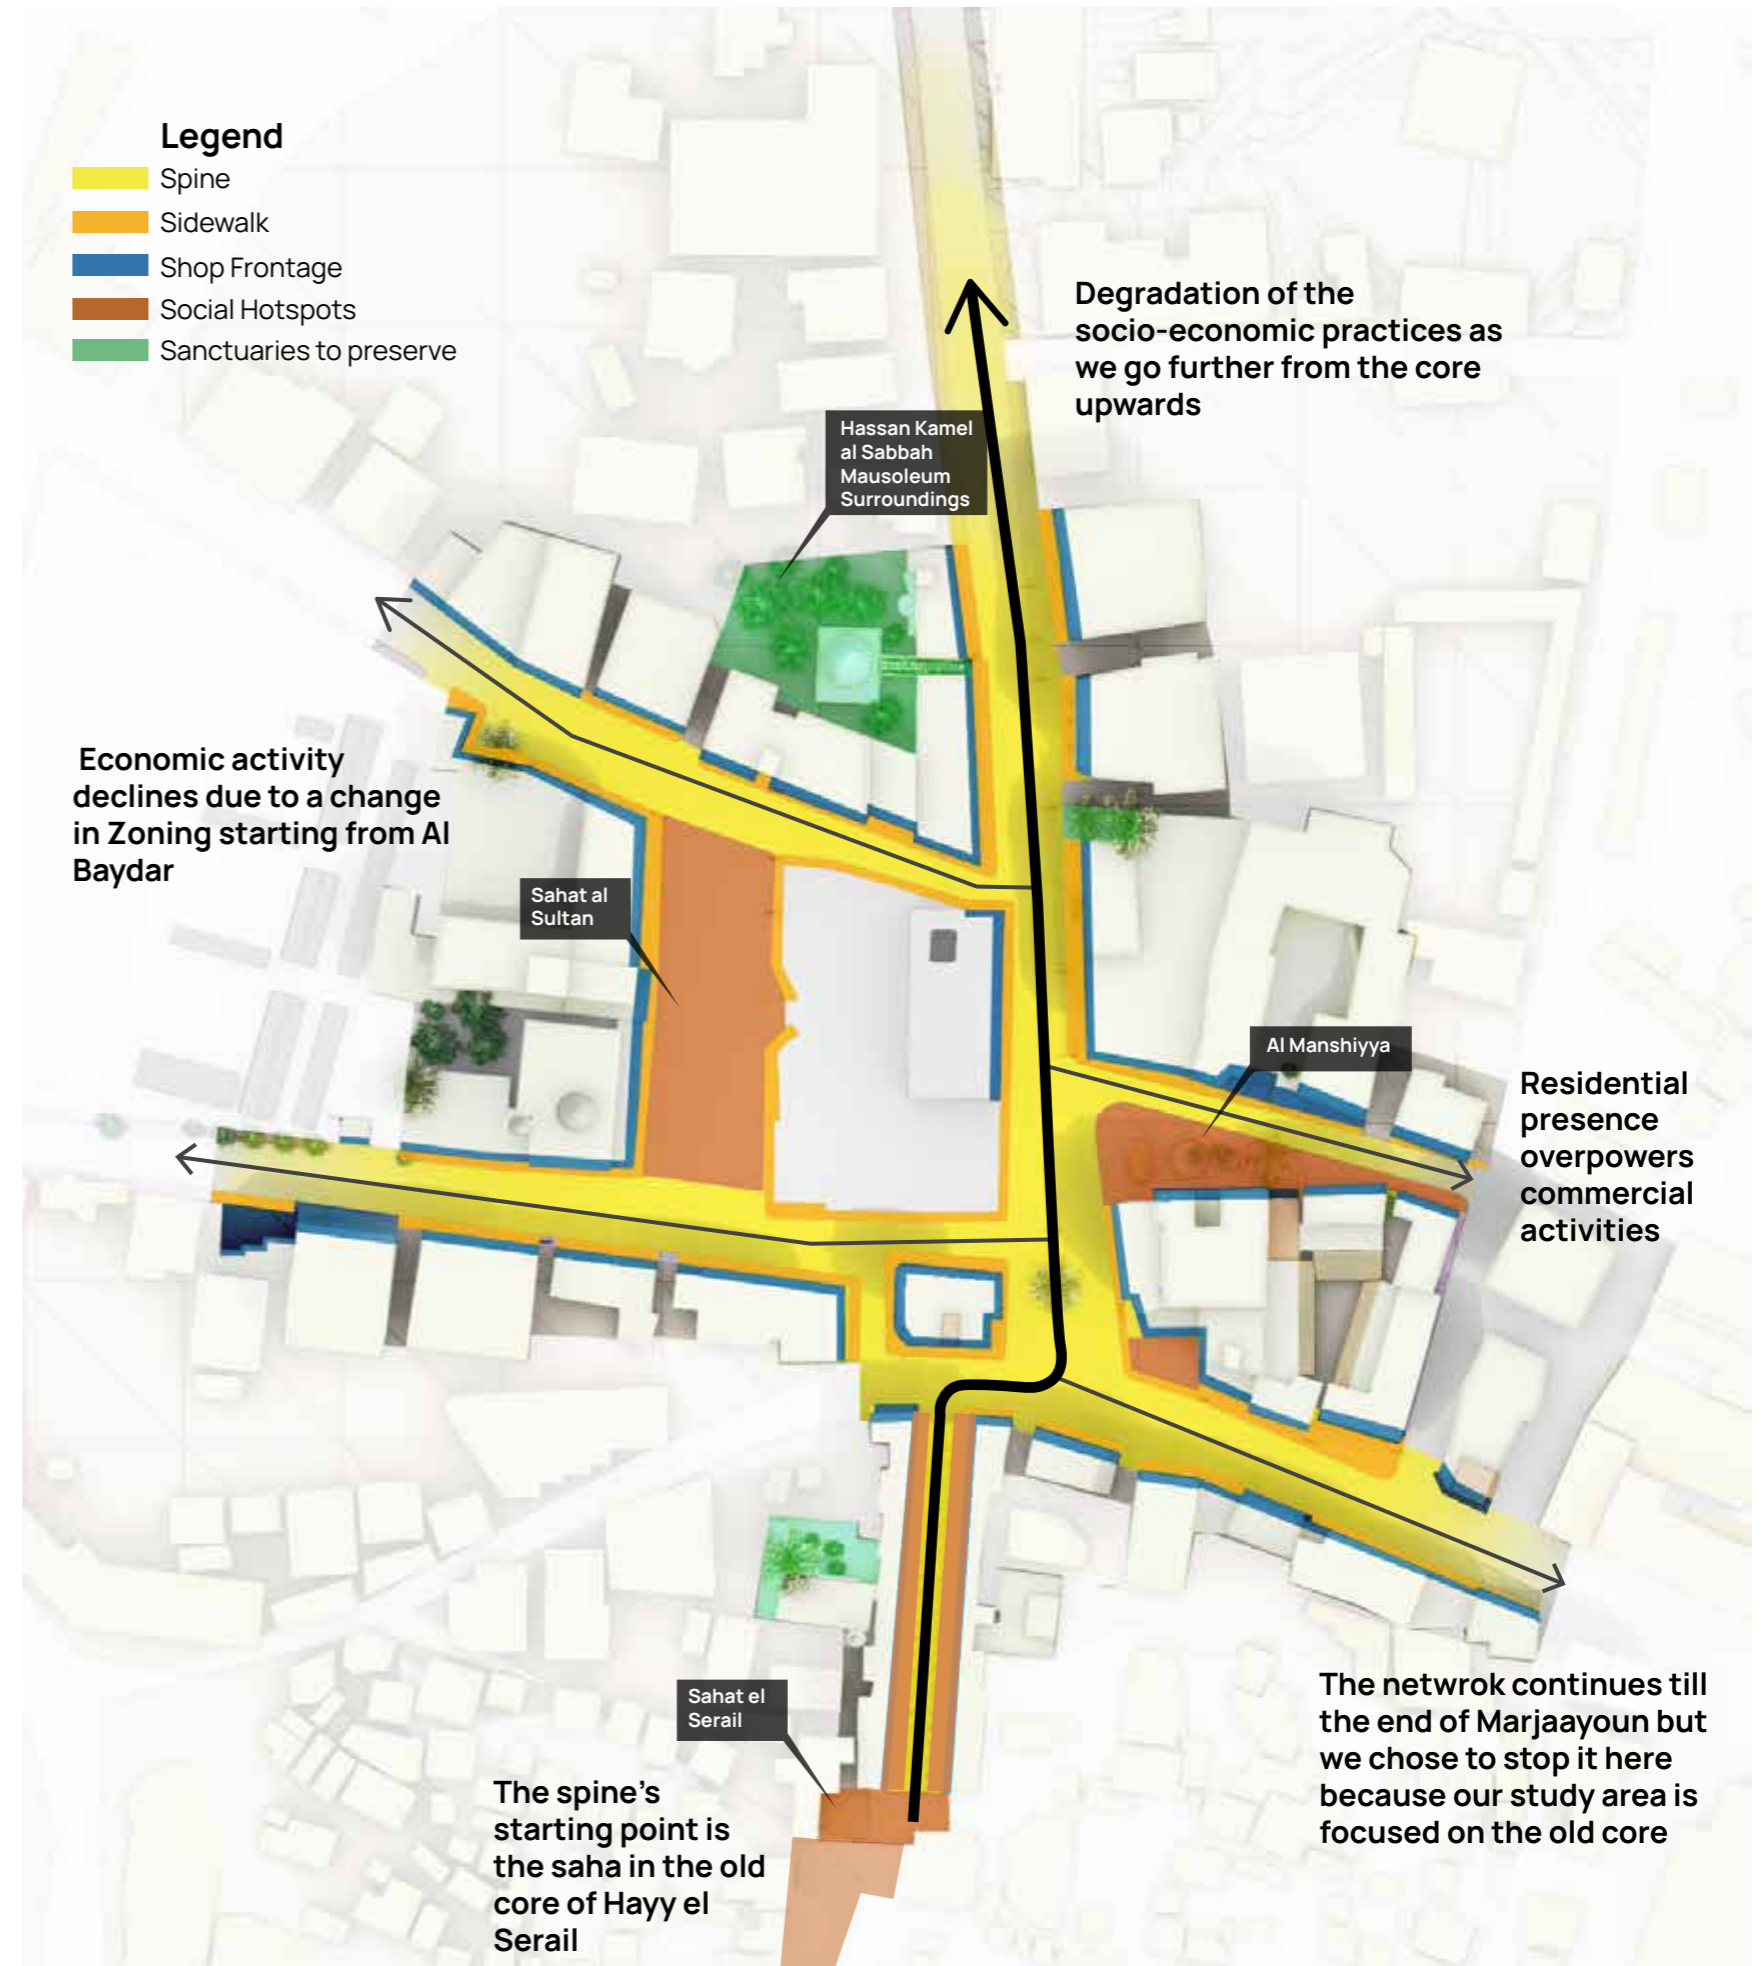 Legend
Spine
Sidewalk
Shop Frontage
Social Hotspots
Sanctuaries to preserve
Degradation of the
socio-economic practices as
we go further from the core
upwards
Hassan Kamel
al Sabbah
Mausoleum
Surroundings
Economic activity
declines due to a change
in Zoning starting from Al
Baydar
Sahat al
Sultan
Al Manshiyya
Residential
presence
overpowers
commercial
activities
Sahat el
Serail
The spine's
starting point is
the saha in the old
core of Hayy el
Serail
The netwrok continues till
the end of Marjaayoun but
we chose to stop it here
because our study area is
focused on the old core